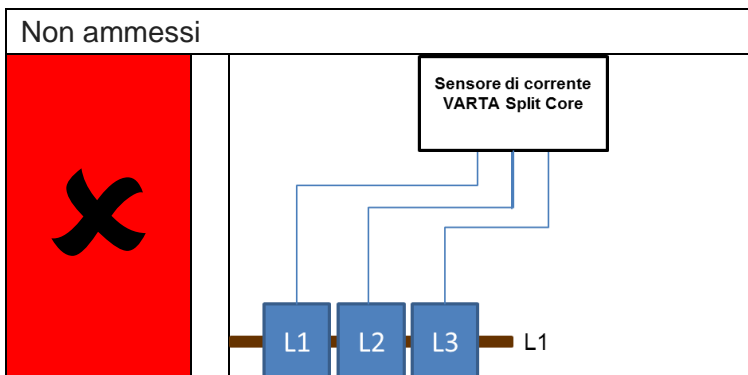 Non ammessi
Sensore di corrente
VARTA Split Core
L1 L2 L3 L1